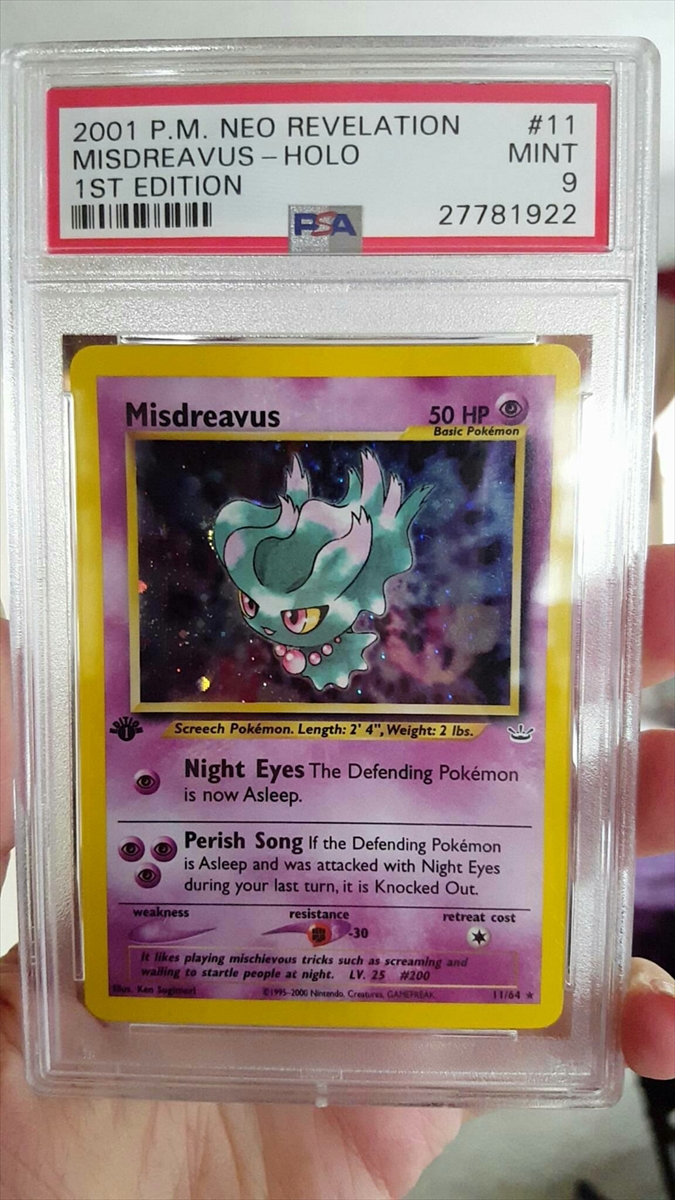 2001 P.M. NEO REVELATION #11
MISDREAVUS - HOLO MINT
1ST EDITION 9
PSA 27781922
Misdreavus 50 HP
Basic Pokémon
EDITION 1
Screech Pokémon. Length: 2' 4", Weight: 2 lbs.
Night Eyes The Defending Pokémon
is now Asleep.
Perish Song If the Defending Pokémon
is Asleep and was attacked with Night Eyes
during your last turn, it is Knocked Out.
weakness resistance retreat cost
-30
It likes playing mischievous tricks such as screaming and
wailing to startle people at night. LV. 25 #200
Illus. Ken Sugimori ©1995-2000 Nintendo, Creatures, GAMEFREAK. 11/64 ★